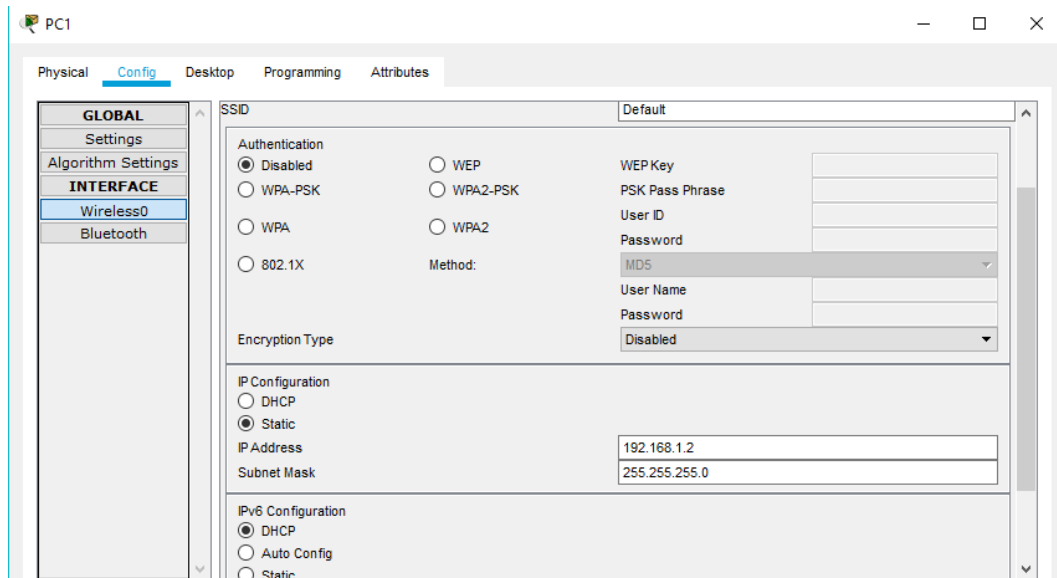 PC1
Physical Config Desktop Programming Attributes
GLOBAL
Settings
Algorithm Settings
INTERFACE
Wireless0
Bluetooth
SSID Default
Authentication
Disabled WEP WEP Key
WPA-PSK WPA2-PSK PSK Pass Phrase
User ID
WPA WPA2
Password
802.1X Method: MD5
User Name
Password
Encryption Type Disabled
IP Configuration
DHCP
Static
IP Address 192.168.1.2
Subnet Mask 255.255.255.0
IPv6 Configuration
DHCP
Auto Config
Static